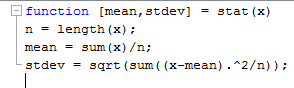 function [mean,stdev] = stat(x)
n = length(x);
mean = sum(x)/n;
stdev = sqrt(sum((x-mean).^2/n));